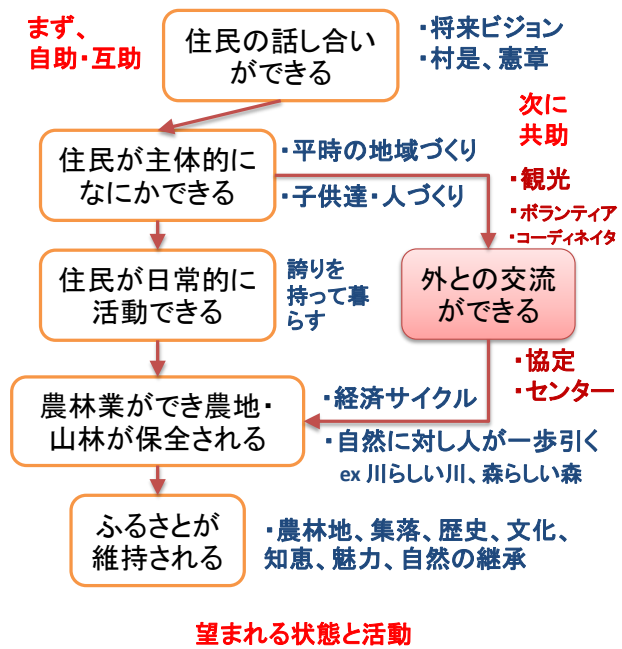 まず、
自助・互助
住民の話し合い
ができる
・将来ビジョン
・村是、憲章
次に
共助
住民が主体的に
なにかできる
・平時の地域づくり
・子供達・人づくり
・観光
・ボランティア
・コーディネイタ
住民が日常的に
活動できる
誇りを
持って暮
らす
外との交流
ができる
・協定
・センター
農林業ができ農地・
山林が保全される
・経済サイクル
・自然に対し人が一歩引く
ex 川らしい川、森らしい森
ふるさとが
維持される
・農林地、集落、歴史、文化、
知恵、魅力、自然の継承
望まれる状態と活動